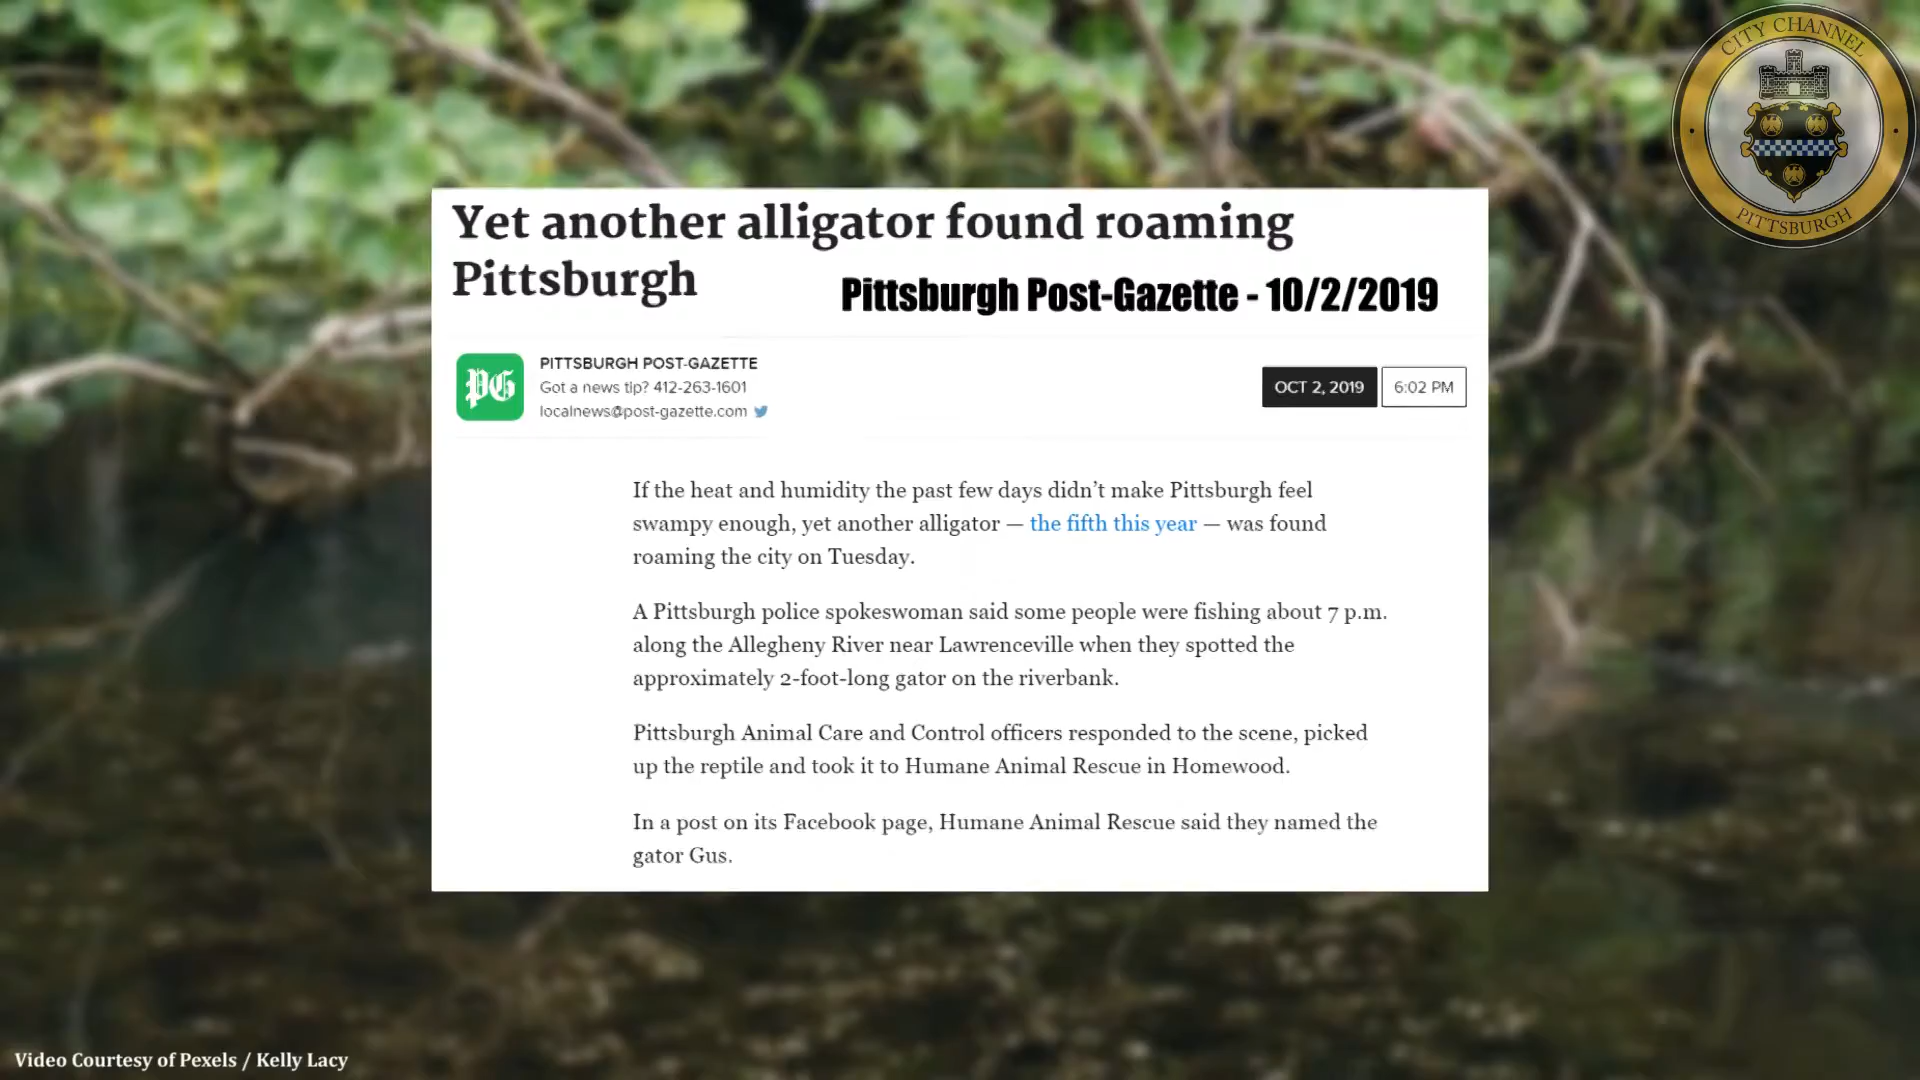 CITY CHANNEL
PITTSBURGH
Yet another alligator found roaming
Pittsburgh
Pittsburgh Post-Gazette - 10/2/2019
PG
PITTSBURGH POST-GAZETTE
Got a news tip? 412-263-1601
localnews@post-gazette.com
OCT 2, 2019
6:02 PM
If the heat and humidity the past few days didn’t make Pittsburgh feel
swampy enough, yet another alligator — the fifth this year — was found
roaming the city on Tuesday.
A Pittsburgh police spokeswoman said some people were fishing about 7 p.m.
along the Allegheny River near Lawrenceville when they spotted the
approximately 2-foot-long gator on the riverbank.
Pittsburgh Animal Care and Control officers responded to the scene, picked
up the reptile and took it to Humane Animal Rescue in Homewood.
In a post on its Facebook page, Humane Animal Rescue said they named the
gator Gus.
Video Courtesy of Pexels / Kelly Lacy